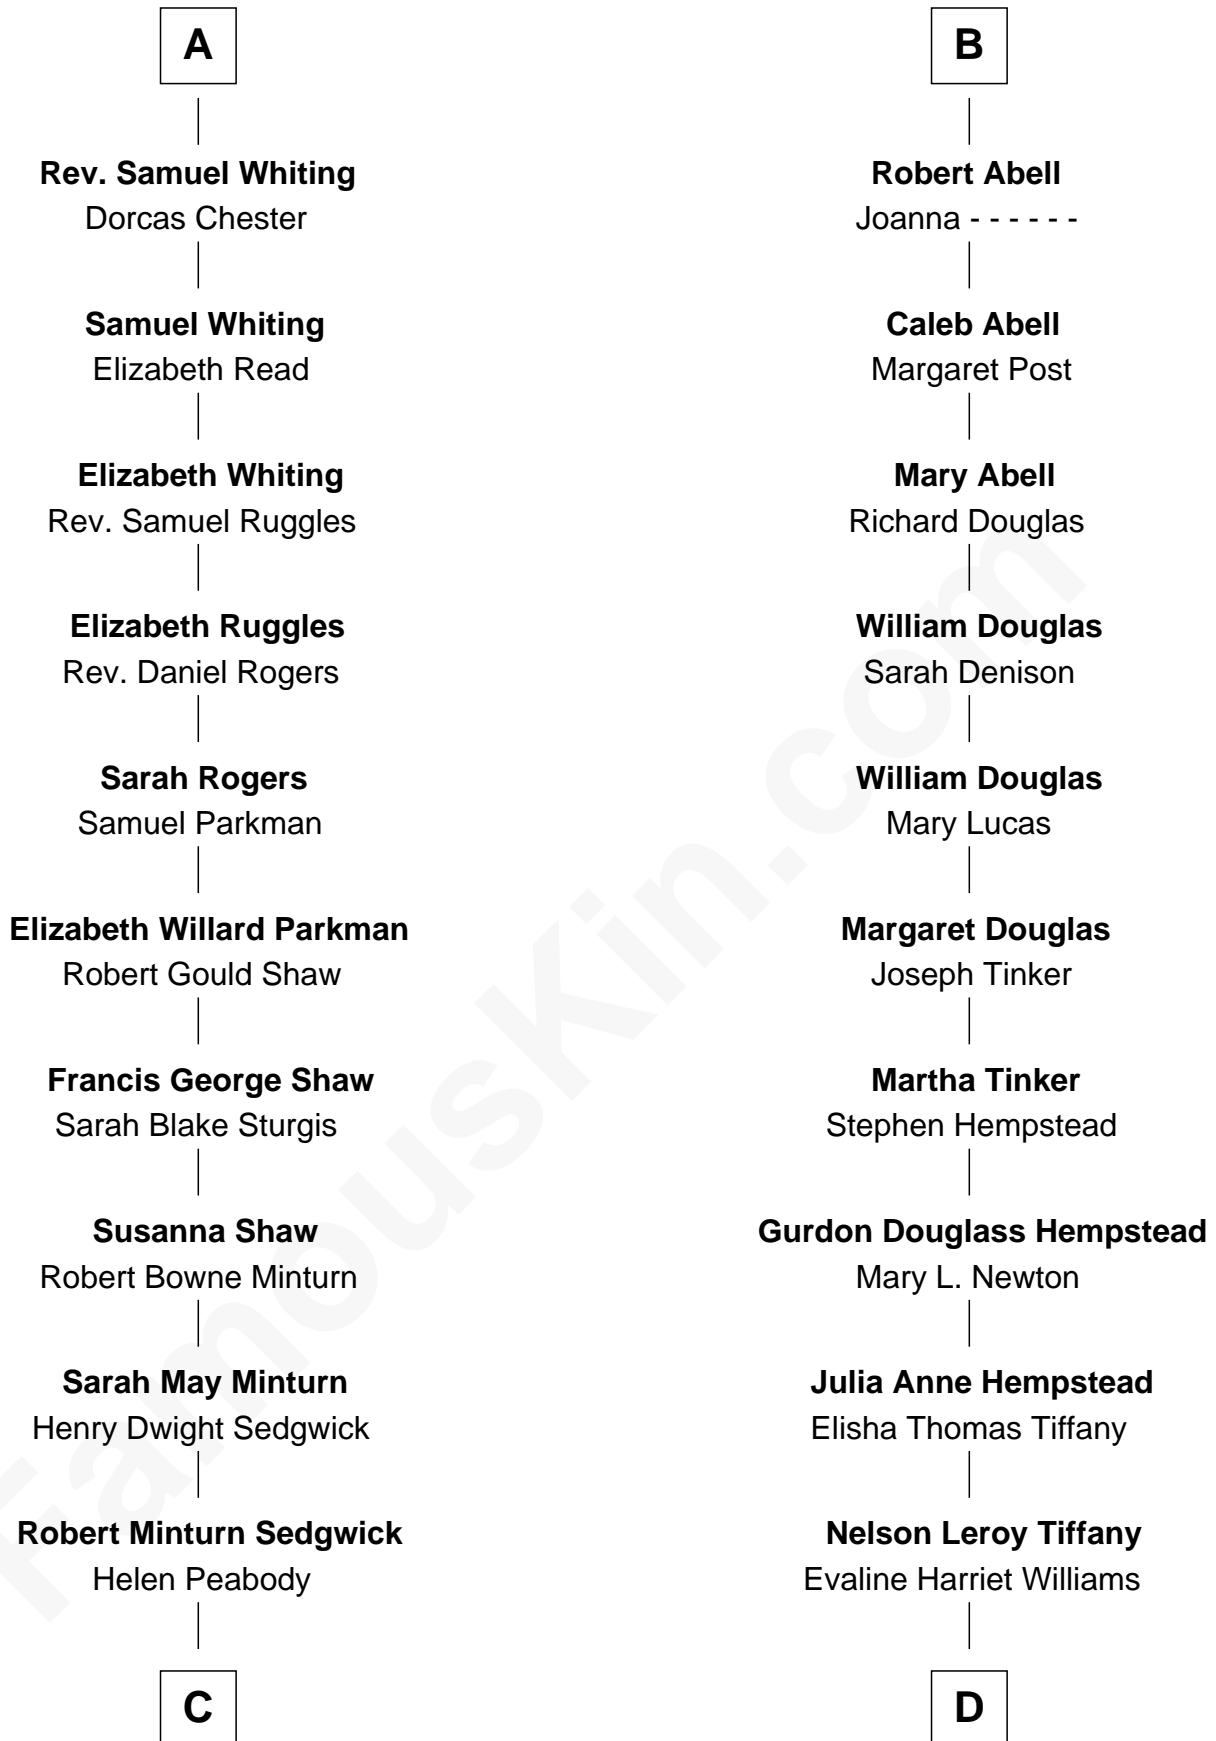 A
Rev. Samuel Whiting
Dorcas Chester
Samuel Whiting
Elizabeth Read
Elizabeth Whiting
Rev. Samuel Ruggles
Elizabeth Ruggles
Rev. Daniel Rogers
Sarah Rogers
Samuel Parkman
Elizabeth Willard Parkman
Robert Gould Shaw
Francis George Shaw
Sarah Blake Sturgis
Susanna Shaw
Robert Bowne Minturn
Sarah May Minturn
Henry Dwight Sedgwick
Robert Minturn Sedgwick
Helen Peabody
C
B
Robert Abell
Joanna - - - - - -
Caleb Abell
Margaret Post
Mary Abell
Richard Douglas
William Douglas
Sarah Denison
William Douglas
Mary Lucas
Margaret Douglas
Joseph Tinker
Martha Tinker
Stephen Hempstead
Gurdon Douglass Hempstead
Mary L. Newton
Julia Anne Hempstead
Elisha Thomas Tiffany
Nelson Leroy Tiffany
Evaline Harriet Williams
D
FamousKin.com